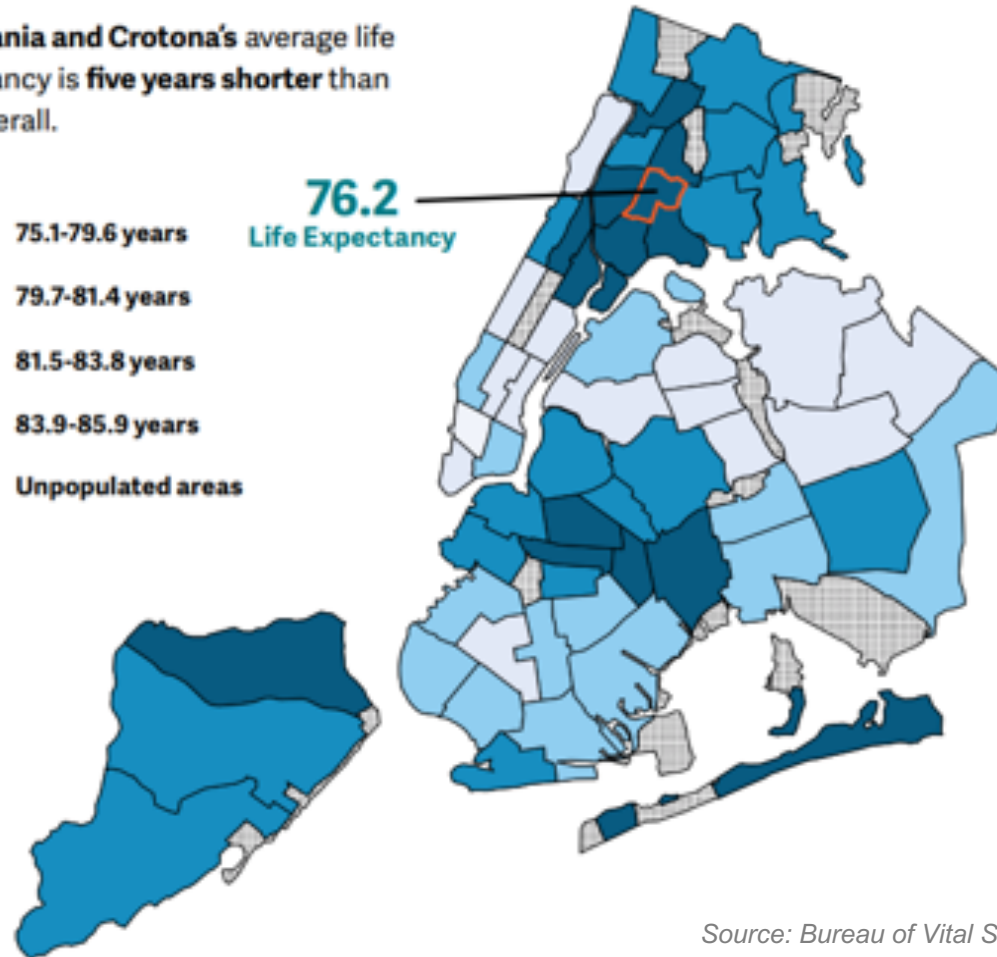 ania and Crotona's average life
ancy is five years shorter than
erall.
76.2
Life Expectancy
75.1-79.6 years
79.7-81.4 years
81.5-83.8 years
83.9-85.9 years
Unpopulated areas
Source: Bureau of Vital S